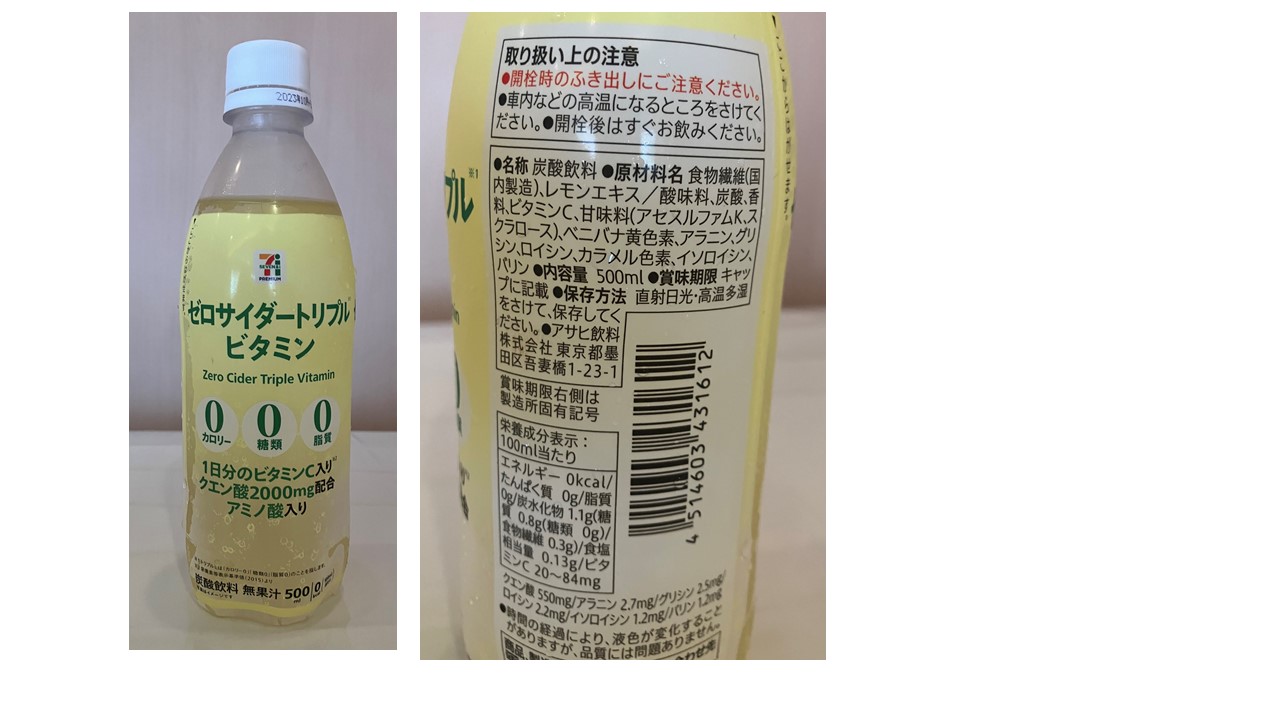 2023
7i
SEVEN&i
PREMIUM
ゼロサイダートリプル
ビタミン
Zero Cider Triple Vitamin
0 0 0
カロリー 糖類 脂質
1日分のビタミンC入り
クエン酸2000mg配合
アミノ酸入り
炭酸飲料 無果汁 500 ml
取り扱い上の注意
●開栓時のふき出しにご注意ください。
●車内などの高温になるところをさけてく
ださい。●開栓後はすぐお飲みください。
●名称 炭酸飲料 ●原材料名 食物繊維(国
内製造)、レモンエキス／酸味料、炭酸、香
料、ビタミンC、甘味料(アセスルファムK、ス
クラロース)、ベニバナ黄色素、アラニン、グリ
シン、ロイシン、カラメル色素、イソロイシン、
バリン ●内容量 500ml ●賞味期限 キャッ
プに記載 ●保存方法 直射日光・高温多湿
をさけて、保存してく
ださい。●アサヒ飲料
株式会社 東京都墨
田区吾妻橋1-23-1
賞味期限右側は
製造所固有記号
栄養成分表示：
100ml当たり
エネルギー 0kcal/
たんぱく質 0g/脂質
0g/炭水化物 1.1g(糖
質 0.8g(糖類 0g)/
食物繊維 0.3g)/食塩
相当量 0.13g/ビタ
ミンC 20～84mg
クエン酸 550mg/アラニン 2.7mg/グリシン 2.5mg/
ロイシン 2.2mg/イソロイシン 1.2mg/バリン 1.2mg
●時間の経過により、液色が変化すること
がありますが、品質には問題ありません。
4 514603 431612
プル